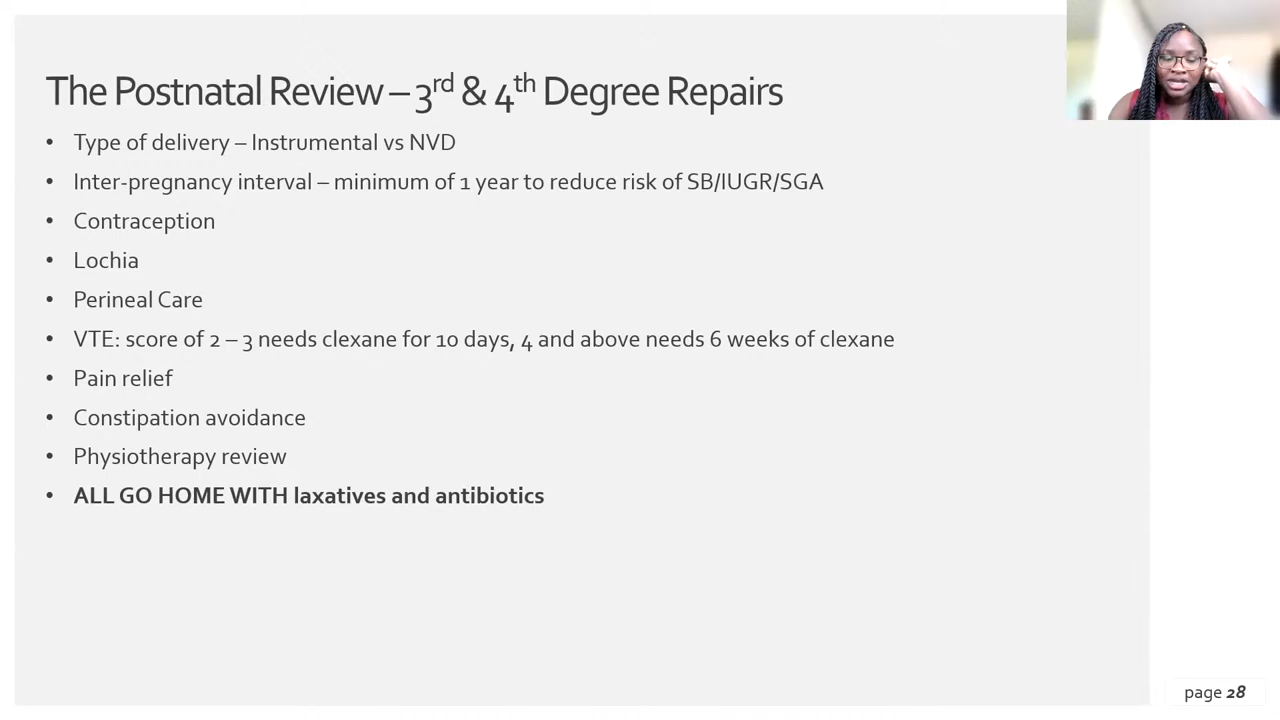 The Postnatal Review – 3rd & 4th Degree Repairs
• Type of delivery – Instrumental vs NVD
• Inter-pregnancy interval – minimum of 1 year to reduce risk of SB/IUGR/SGA
• Contraception
• Lochia
• Perineal Care
• VTE: score of 2 – 3 needs clexane for 10 days, 4 and above needs 6 weeks of clexane
• Pain relief
• Constipation avoidance
• Physiotherapy review
• ALL GO HOME WITH laxatives and antibiotics
page 28